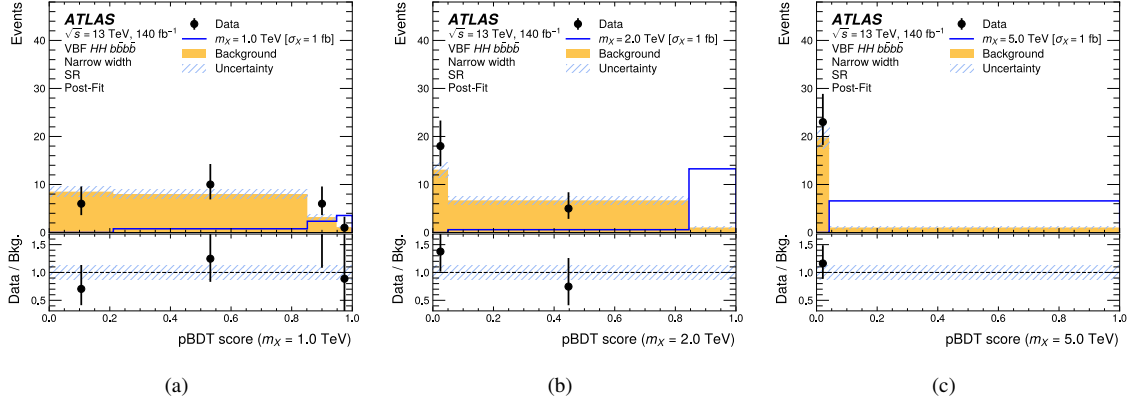 Events
40
30
20
10
0
ATLAS
√s = 13 TeV, 140 fb⁻¹
VBF HH bb̄bb̄
Narrow width
SR
Post-Fit
Data
m_X = 1.0 TeV [σ_X = 1 fb]
Background
Uncertainty
Data / Bkg.
1.5
1.0
0.5
0.0 0.2 0.4 0.6 0.8 1.0
pBDT score (m_X = 1.0 TeV)
(a)
Events
40
30
20
10
0
ATLAS
√s = 13 TeV, 140 fb⁻¹
VBF HH bb̄bb̄
Narrow width
SR
Post-Fit
Data
m_X = 2.0 TeV [σ_X = 1 fb]
Background
Uncertainty
Data / Bkg.
1.5
1.0
0.5
0.0 0.2 0.4 0.6 0.8 1.0
pBDT score (m_X = 2.0 TeV)
(b)
Events
40
30
20
10
0
ATLAS
√s = 13 TeV, 140 fb⁻¹
VBF HH bb̄bb̄
Narrow width
SR
Post-Fit
Data
m_X = 5.0 TeV [σ_X = 1 fb]
Background
Uncertainty
Data / Bkg.
1.5
1.0
0.5
0.0 0.2 0.4 0.6 0.8 1.0
pBDT score (m_X = 5.0 TeV)
(c)